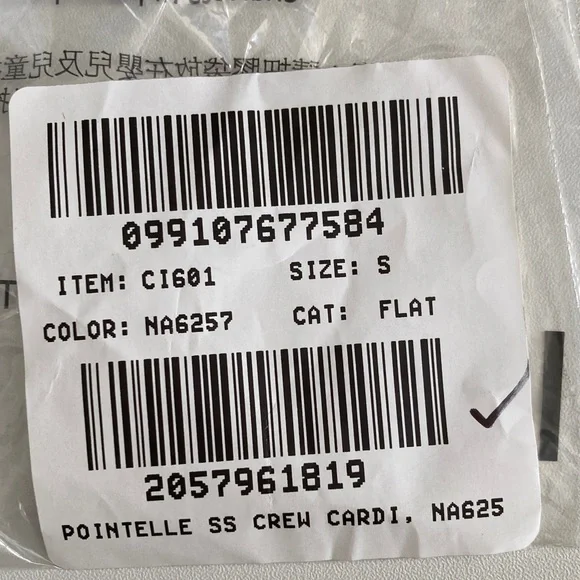 099107677584
ITEM: CI601 SIZE: S
COLOR: NA6257 CAT: FLAT
2057961819
POINTELLE SS CREW CARDI, NA625